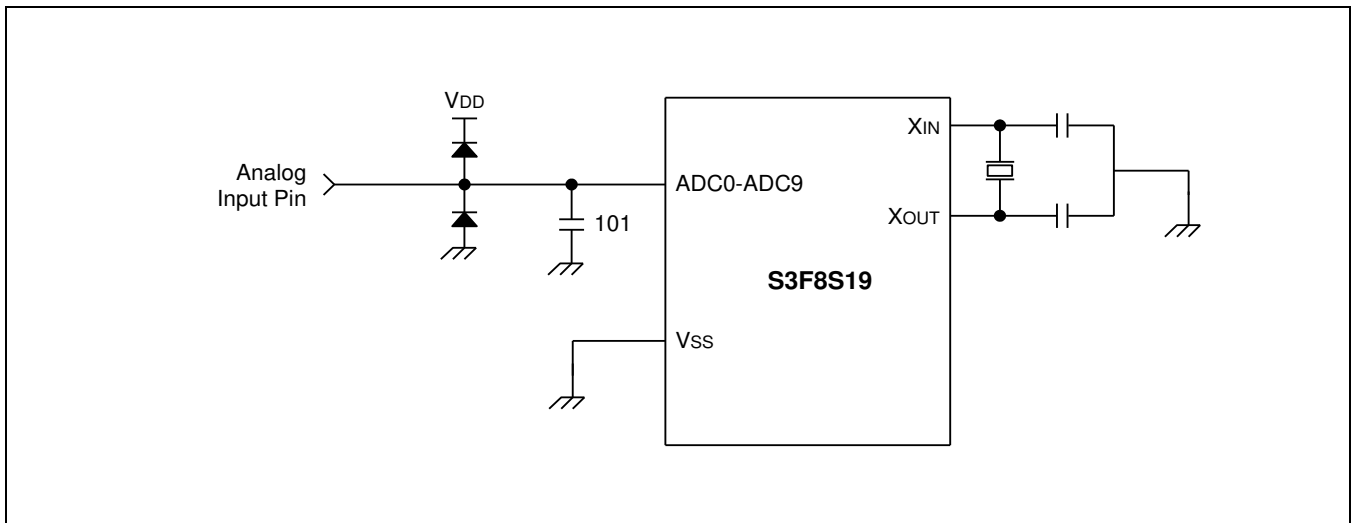 VDD
XIN
Analog
Input Pin
ADC0-ADC9
XOUT
101
S3F8S19
VSS